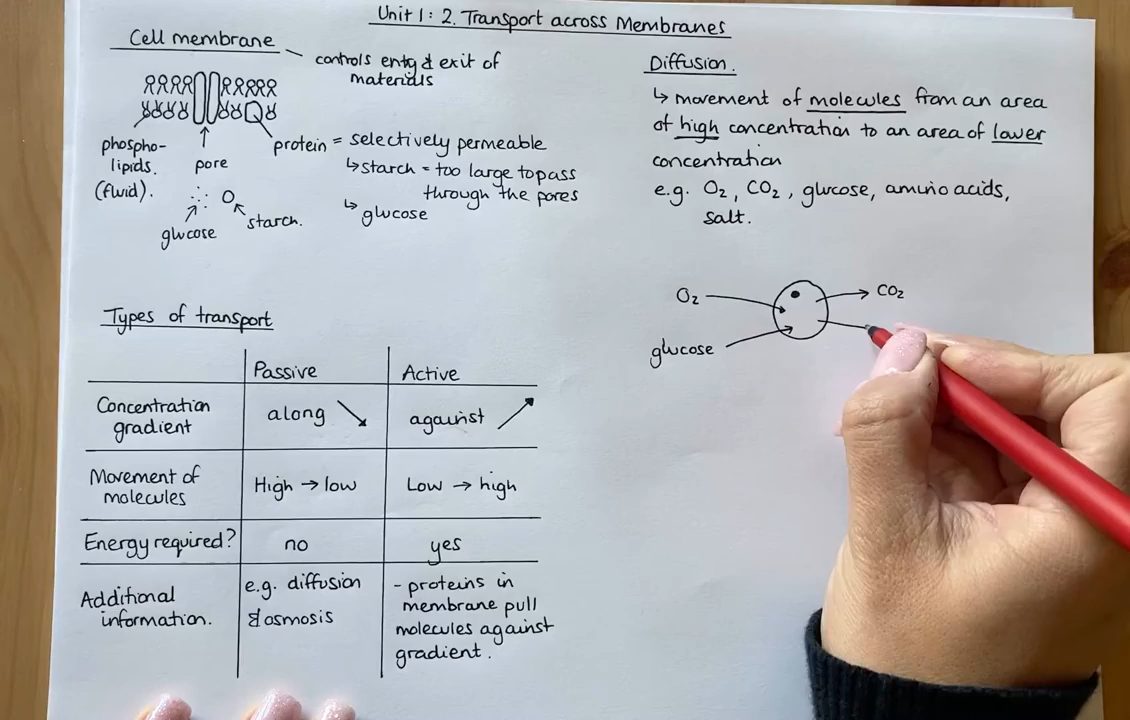 Unit 1: 2. Transport across Membranes
Cell membrane
controls entry & exit of
materials
phospho-
lipids.
(fluid).
pore
protein = selectively permeable
↳ starch = too large to pass
through the pores
↳ glucose
glucose
starch.
Types of transport
Passive
Active
Concentration
gradient
along
against
Movement of
molecules
High → low
Low → high
Energy required?
no
yes
Additional
information.
e.g. diffusion
& osmosis
- proteins in
membrane pull
molecules against
gradient.
Diffusion.
↳ movement of molecules from an area
of high concentration to an area of lower
concentration
e.g. O₂, CO₂, glucose, amino acids,
salt.
O₂
CO₂
glucose